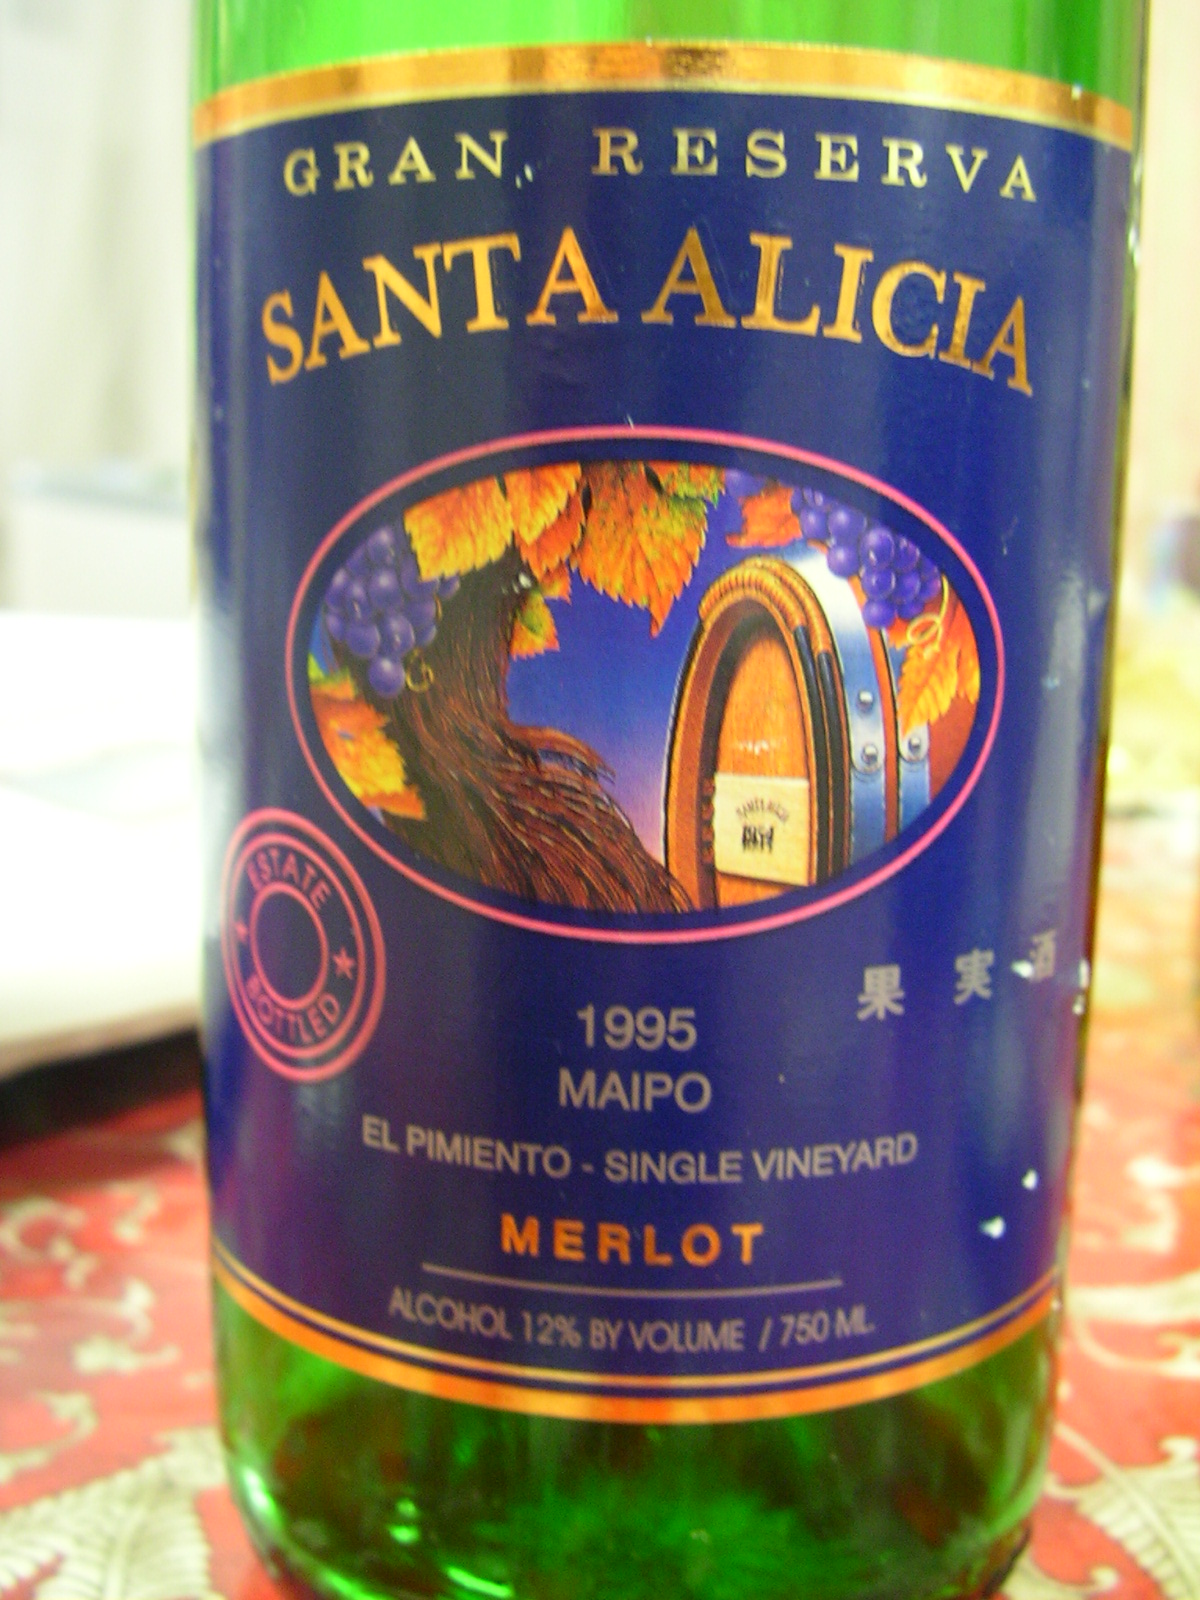 GRAN RESERVA
SANTA ALICIA
ESTATE BOTTLED
果実酒
1995
MAIPO
EL PIMIENTO - SINGLE VINEYARD
MERLOT
ALCOHOL 12% BY VOLUME / 750 ML